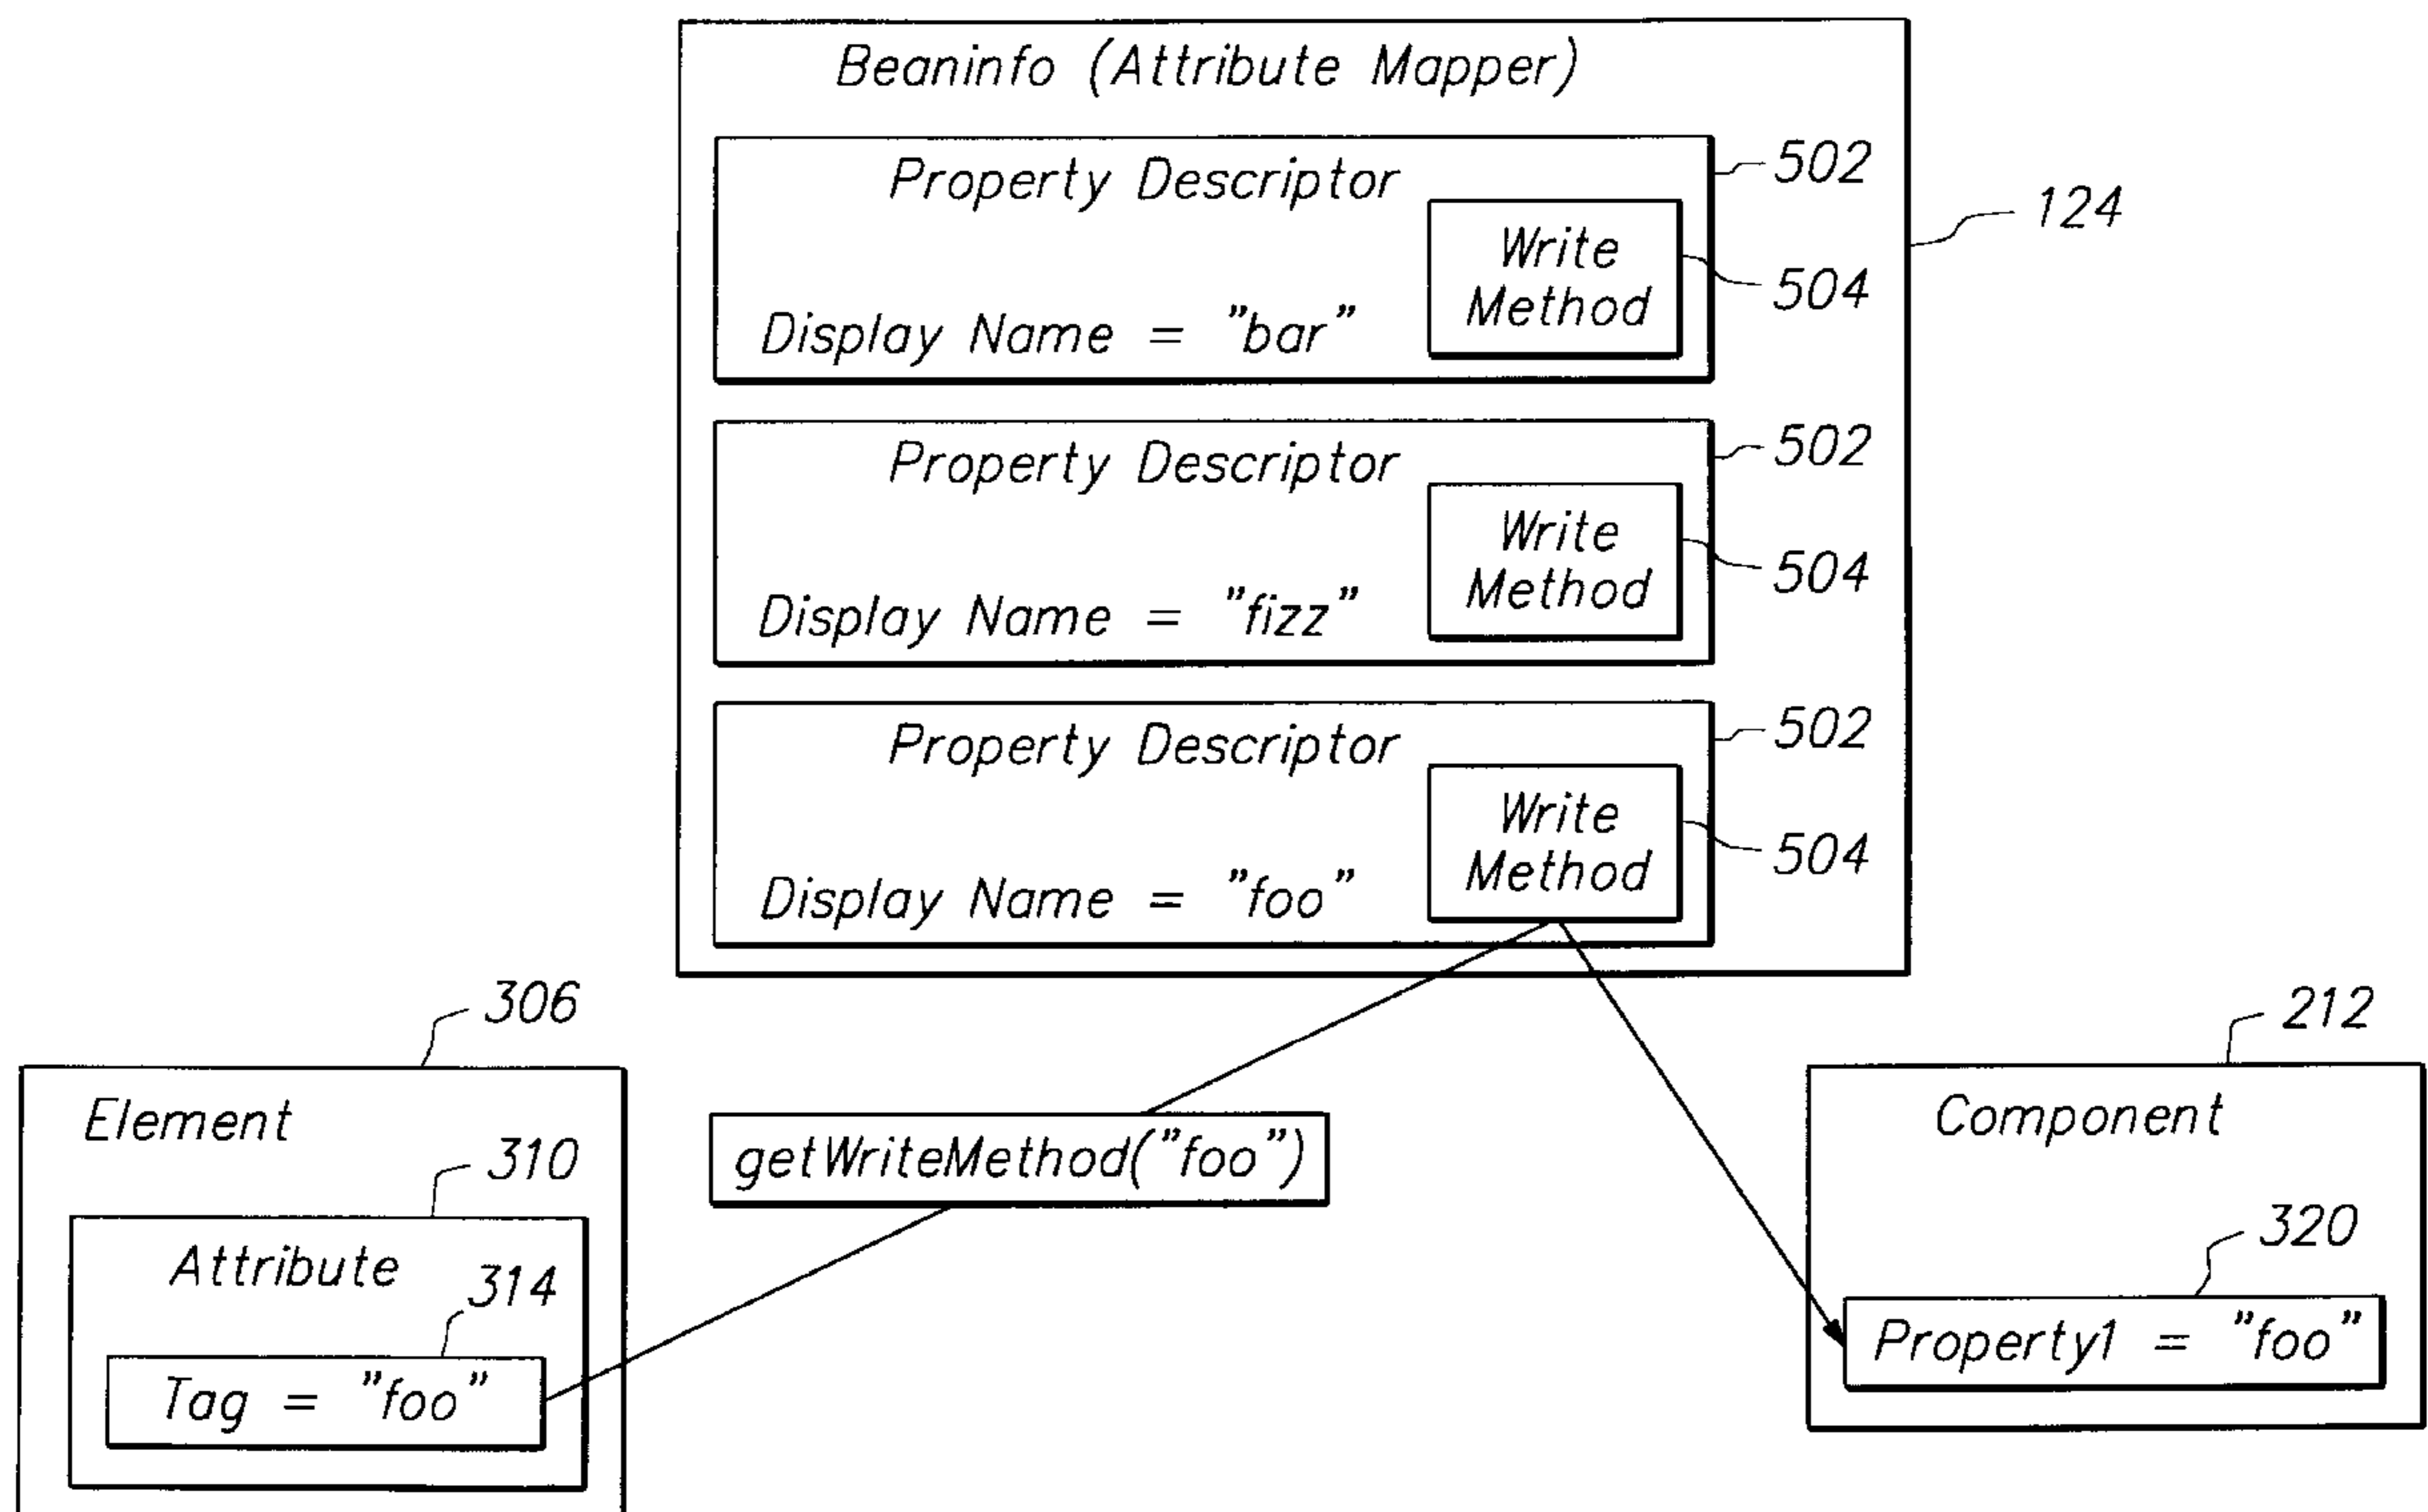 Beaninfo (Attribute Mapper)
Property Descriptor
502
124
Write
Method
504
Display Name = "bar"
Property Descriptor
502
Write
Method
504
Display Name = "fizz"
Property Descriptor
502
Write
Method
504
Display Name = "foo"
306
212
Element
Component
310
getWriteMethod("foo")
Attribute
320
314
Property1 = "foo"
Tag = "foo"